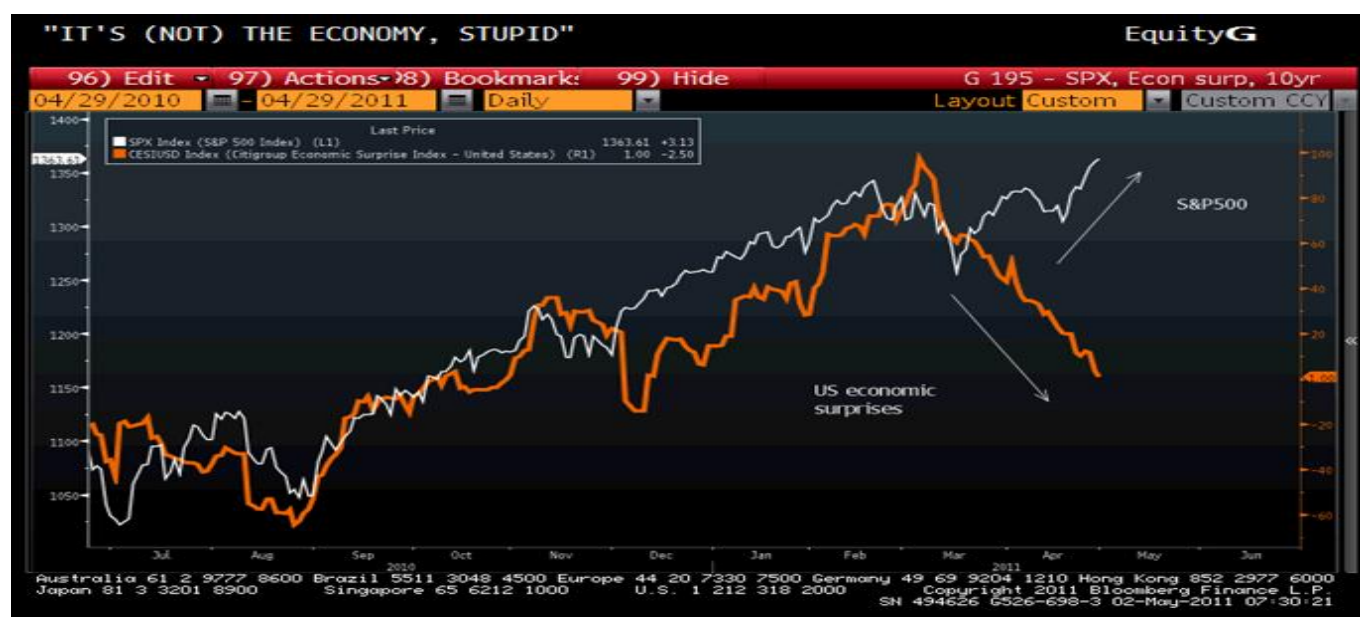 "IT'S (NOT) THE ECONOMY, STUPID" EquityG
96) Edit 97) Actions 98) Bookmark: 99) Hide G 195 - SPX, Econ surp, 10yr
04/29/2010 - 04/29/2011 Daily Layout Custom Custom CCY
Last Price
SPX Index (S&P 500 Index) (L1) 1363.61 +3.13
CESIUSD Index (Citigroup Economic Surprise Index - United States) (R1) 1.00 -2.50
1400
1363.61
1350
1300
1250
1200
1150
1100
1050
100
80
60
40
20
1.00
-20
-40
-60
S&P500
US economic
surprises
Jul Aug Sep Oct Nov Dec Jan Feb Mar Apr May Jun
2010 2011
Australia 61 2 9777 8600 Brazil 5511 3048 4500 Europe 44 20 7330 7500 Germany 49 69 9204 1210 Hong Kong 852 2977 6000
Japan 81 3 3201 8900 Singapore 65 6212 1000 U.S. 1 212 318 2000 Copyright 2011 Bloomberg Finance L.P.
SN 494626 G526-698-3 02-May-2011 07:30:21